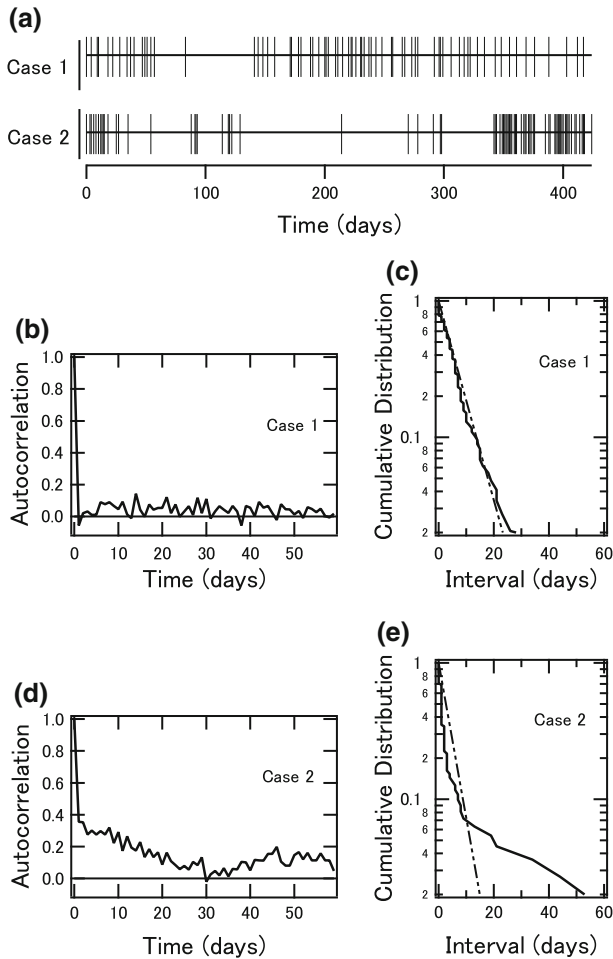 (a)
Case 1
Case 2
0 100 200 300 400
Time (days)
(b)
Autocorrelation
1.0
0.8
0.6
0.4
0.2
0.0
Case 1
0 10 20 30 40 50
Time (days)
(c)
Cumulative Distribution
1
8
6
4
2
0.1
8
6
4
2
Case 1
0 20 40 60
Interval (days)
(d)
Autocorrelation
1.0
0.8
0.6
0.4
0.2
0.0
Case 2
0 10 20 30 40 50
Time (days)
(e)
Cumulative Distribution
1
8
6
4
2
0.1
8
6
4
2
Case 2
0 20 40 60
Interval (days)